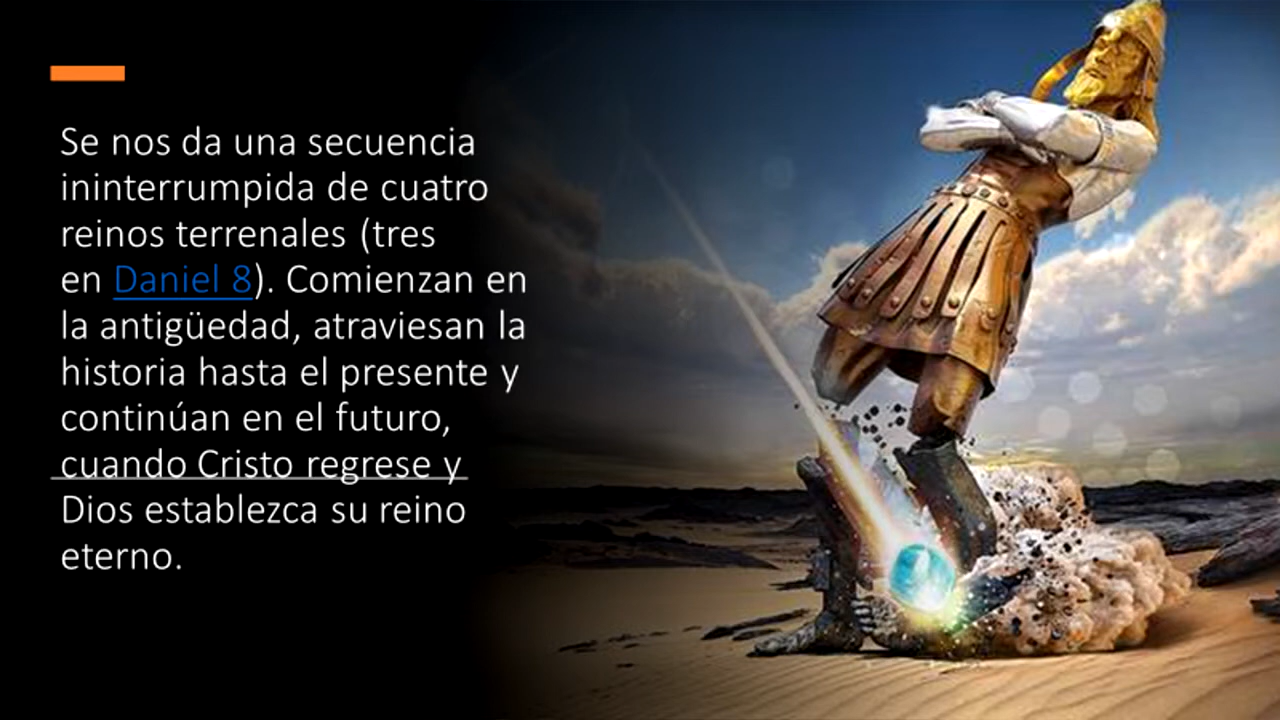 Se nos da una secuencia
ininterrumpida de cuatro
reinos terrenales (tres
en Daniel 8). Comienzan en
la antigüedad, atraviesan la
historia hasta el presente y
continúan en el futuro,
cuando Cristo regrese y
Dios establezca su reino
eterno.